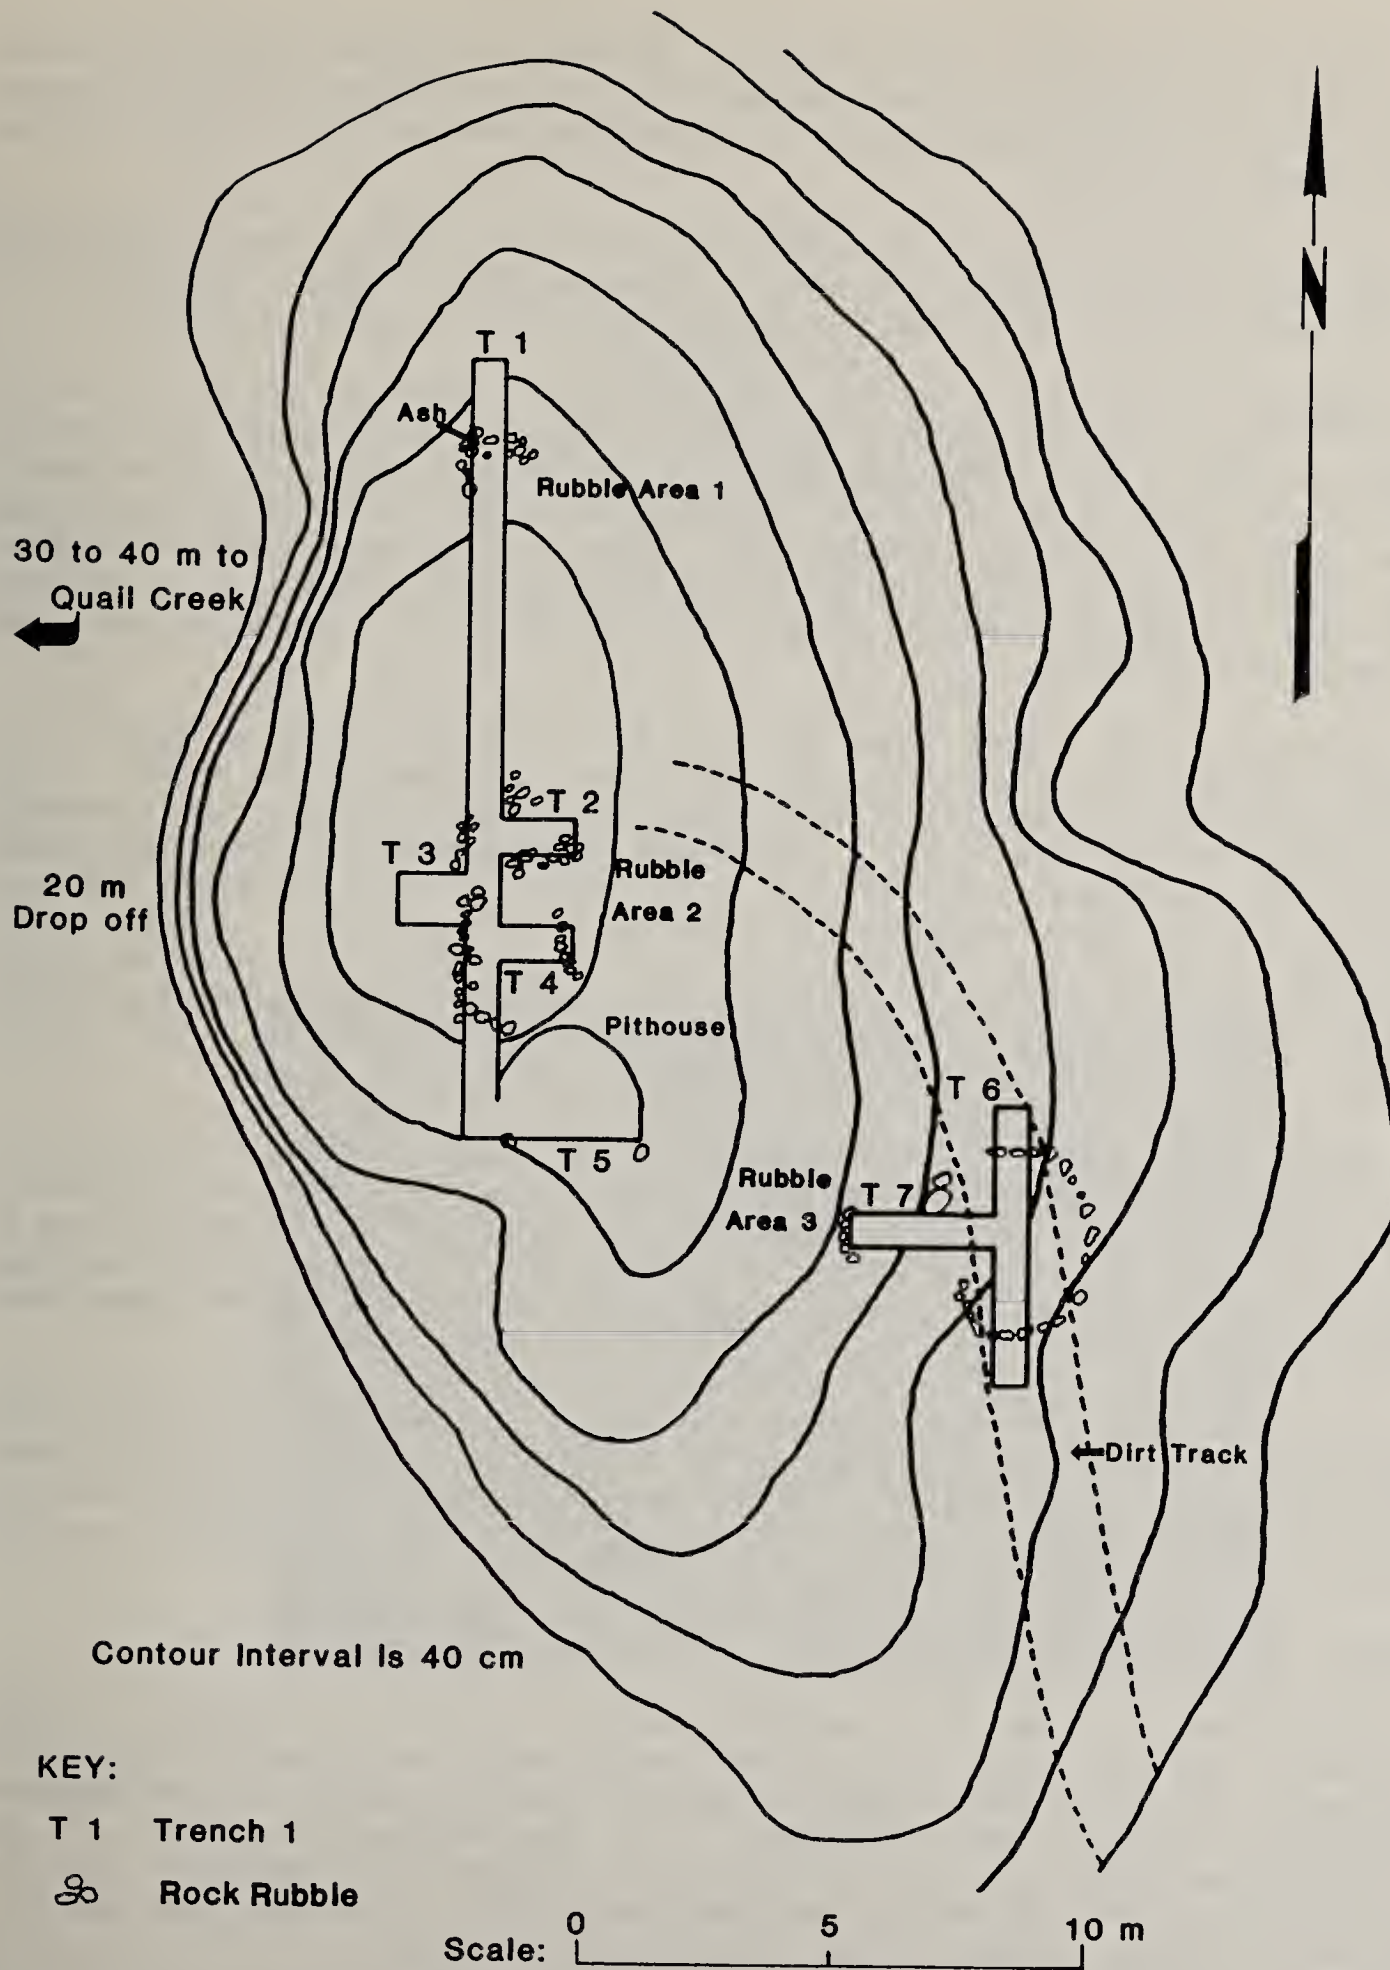 N
T 1
Ash
Rubble Area 1
30 to 40 m to
Quail Creek
T 2
T 3
Rubble
Area 2
20 m
Drop off
T 4
Pithouse
T 6
T 5
Rubble
Area 3
T 7
Dirt Track
Contour Interval Is 40 cm
KEY:
T 1 Trench 1
Rock Rubble
0 5 10 m
Scale: